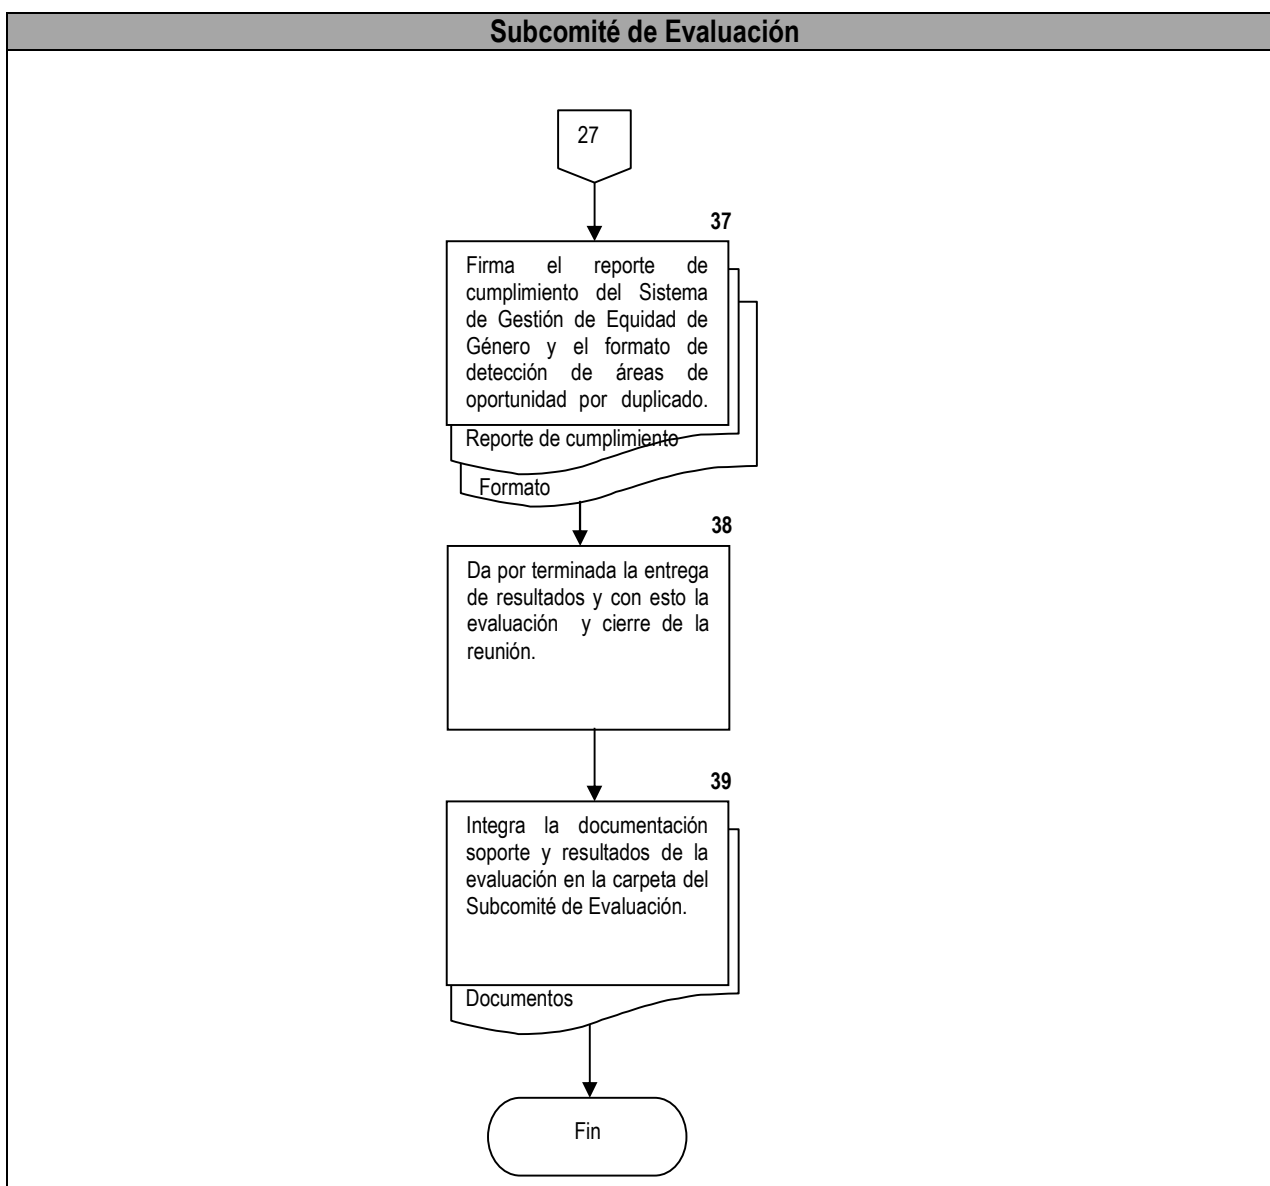 Subcomité de Evaluación
27
37
Firma el reporte de
cumplimiento del Sistema
de Gestión de Equidad de
Género y el formato de
detección de áreas de
oportunidad por duplicado.
Reporte de cumplimiento
Formato
38
Da por terminada la entrega
de resultados y con esto la
evaluación y cierre de la
reunión.
39
Integra la documentación
soporte y resultados de la
evaluación en la carpeta del
Subcomité de Evaluación.
Documentos
Fin